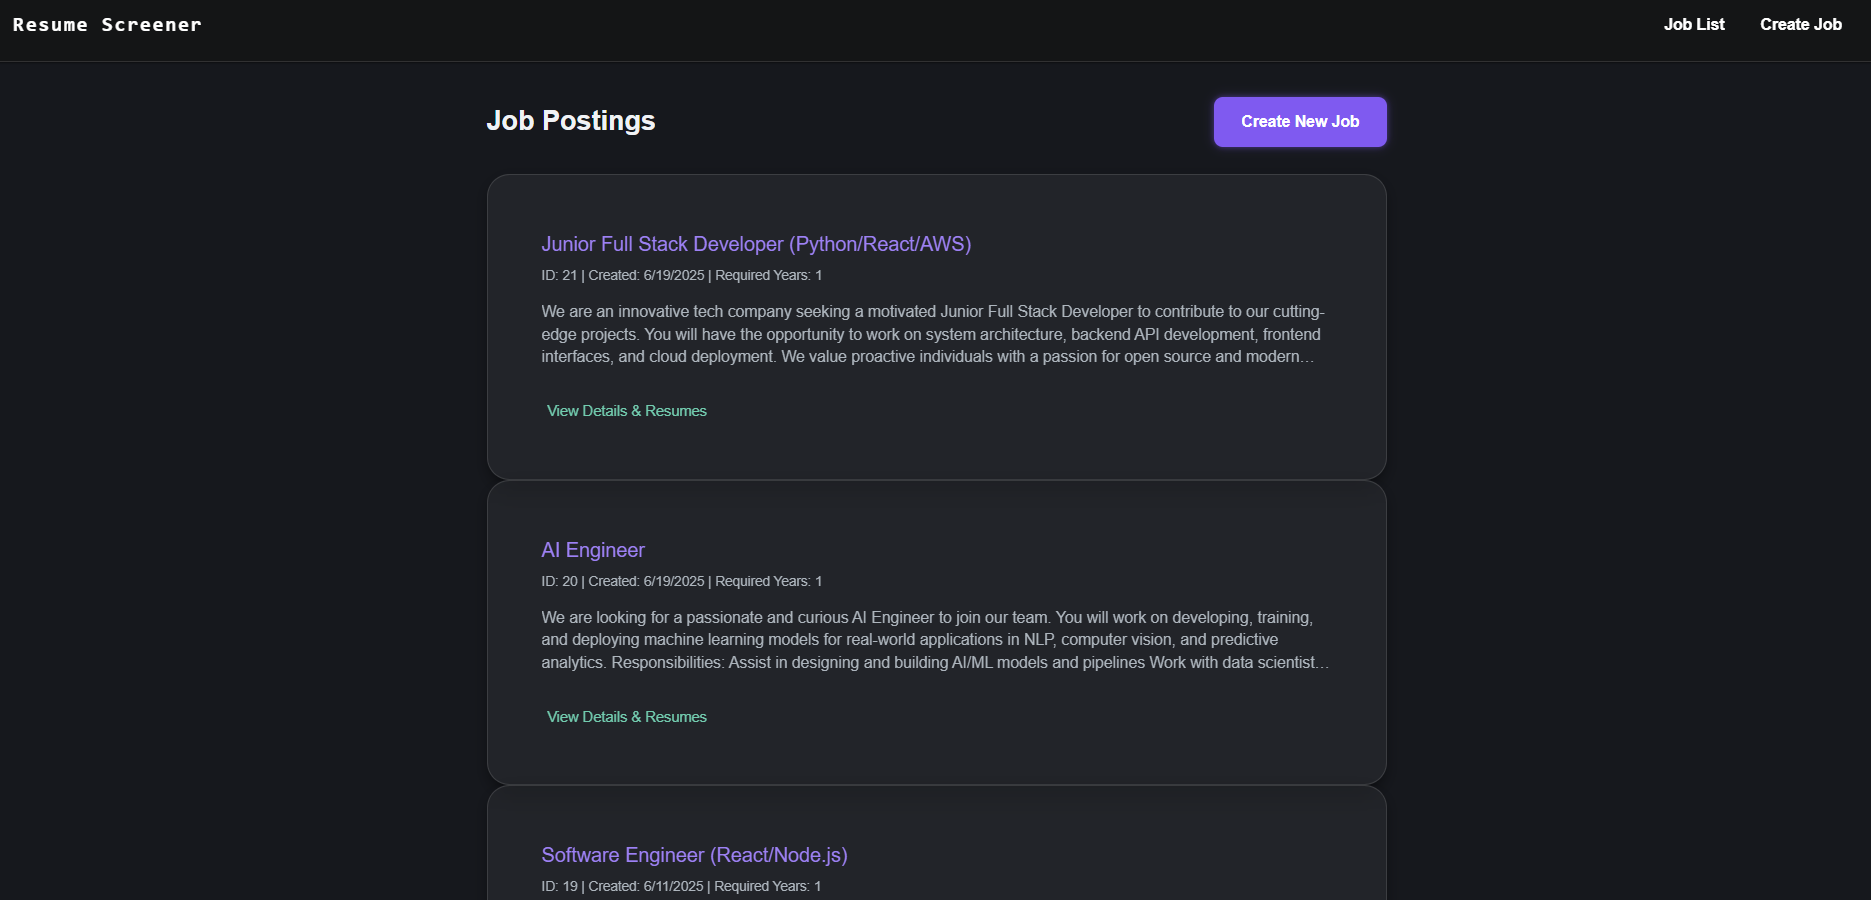 Resume Screener
Job List
Create Job
Job Postings
Create New Job
Junior Full Stack Developer (Python/React/AWS)
ID: 21 | Created: 6/19/2025 | Required Years: 1
We are an innovative tech company seeking a motivated Junior Full Stack Developer to contribute to our cutting-
edge projects. You will have the opportunity to work on system architecture, backend API development, frontend
interfaces, and cloud deployment. We value proactive individuals with a passion for open source and modern…
View Details & Resumes
AI Engineer
ID: 20 | Created: 6/19/2025 | Required Years: 1
We are looking for a passionate and curious AI Engineer to join our team. You will work on developing, training,
and deploying machine learning models for real-world applications in NLP, computer vision, and predictive
analytics. Responsibilities: Assist in designing and building AI/ML models and pipelines Work with data scientist…
View Details & Resumes
Software Engineer (React/Node.js)
ID: 19 | Created: 6/11/2025 | Required Years: 1